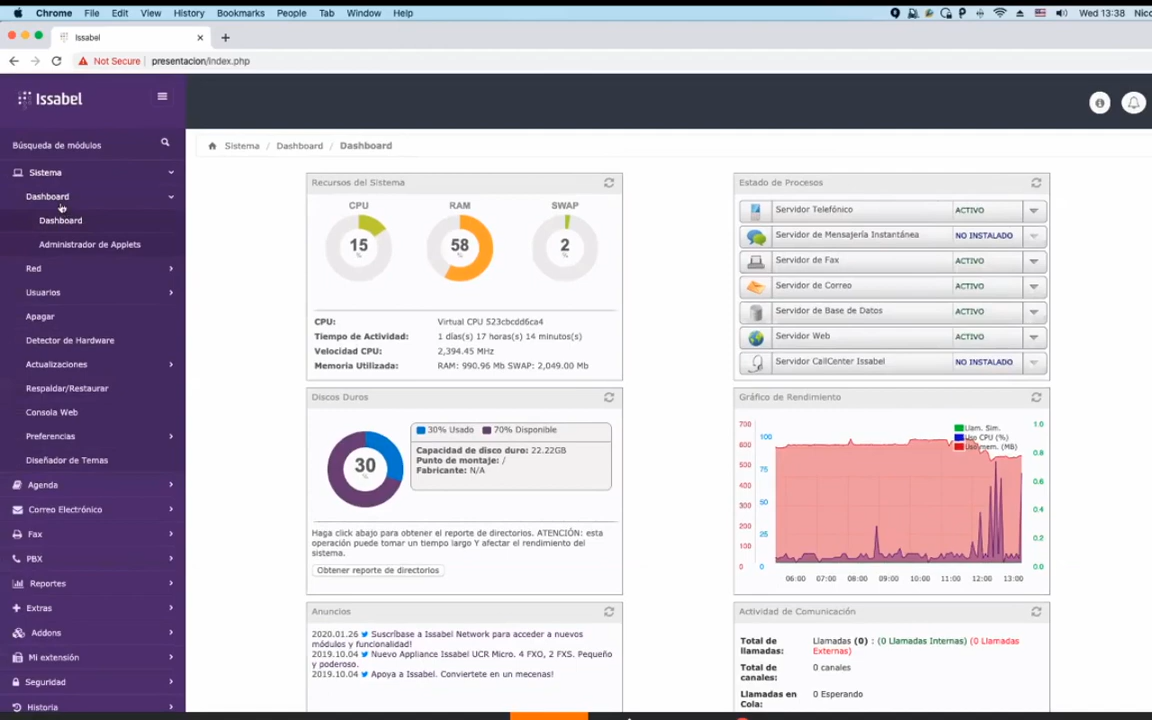 Chrome File Edit View History Bookmarks People Tab Window Help Wed 13:38 Nico
Issabel
Not Secure presentacion/index.php
Issabel
Búsqueda de módulos
Sistema
Dashboard
Dashboard
Administrador de Applets
Red
Usuarios
Apagar
Detector de Hardware
Actualizaciones
Respaldar/Restaurar
Consola Web
Preferencias
Diseñador de Temas
Agenda
Correo Electrónico
Fax
PBX
Reportes
Extras
Addons
Mi extensión
Seguridad
Historia
Sistema / Dashboard / Dashboard
Recursos del Sistema
CPU RAM SWAP
15 % 58 % 2 %
CPU: Virtual CPU 523cbcdd6ca4
Tiempo de Actividad: 1 días(s) 17 horas(s) 14 minutos(s)
Velocidad CPU: 2,394.45 MHz
Memoria Utilizada: RAM: 990.96 Mb SWAP: 2,049.00 Mb
Estado de Procesos
Servidor Telefónico ACTIVO
Servidor de Mensajería Instantánea NO INSTALADO
Servidor de Fax ACTIVO
Servidor de Correo ACTIVO
Servidor de Base de Datos ACTIVO
Servidor Web ACTIVO
Servidor CallCenter Issabel NO INSTALADO
Discos Duros
30 %
30% Usado 70% Disponible
Capacidad de disco duro: 22.22GB
Punto de montaje: /
Fabricante: N/A
Haga click abajo para obtener el reporte de directorios. ATENCIÓN: esta
operación puede tomar un tiempo largo Y afectar el rendimiento del
sistema.
Obtener reporte de directorios
Gráfico de Rendimiento
Llam. Sim.
Uso CPU (%)
Uso mem. (MB)
700
600
500
400
300
200
100
0
100
75
50
25
0
1.0
0.8
0.6
0.4
0.2
0.0
06:00 07:00 08:00 09:00 10:00 11:00 12:00 13:00
Anuncios
2020.01.26 Suscríbase a Issabel Network para acceder a nuevos
módulos y funcionalidad!
2019.10.04 Nuevo Appliance Issabel UCR Micro. 4 FXO, 2 FXS. Pequeño
y poderoso.
2019.10.04 Apoya a Issabel. Conviertete en un mecenas!
Actividad de Comunicación
Total de llamadas: Llamadas (0) : (0 Llamadas Internas) (0 Llamadas Externas)
Total de canales: 0 canales
Llamadas en Cola: 0 Esperando